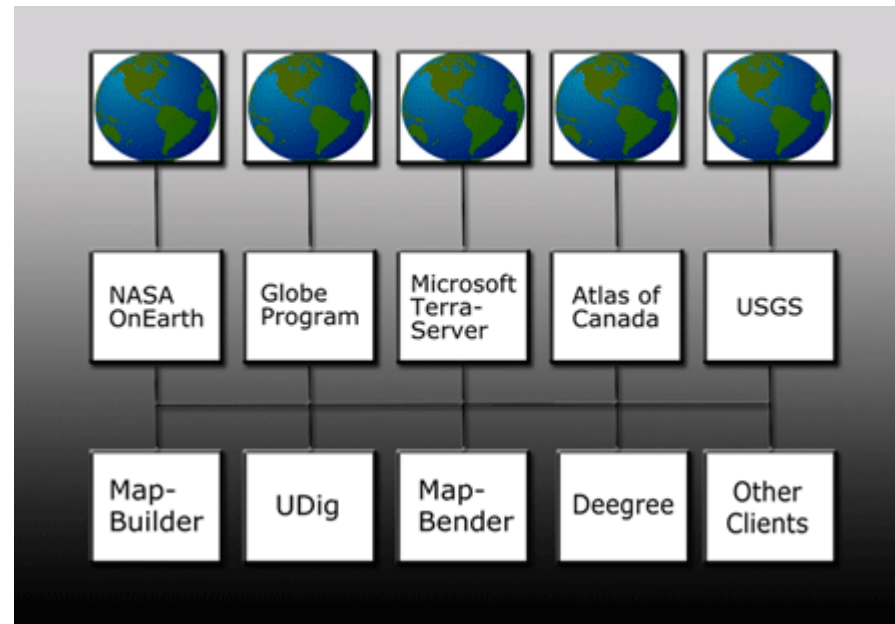 NASA
OnEarth
Globe
Program
Microsoft
Terra-
Server
Atlas of
Canada
USGS
Map-
Builder
UDig
Map-
Bender
Deegree
Other
Clients